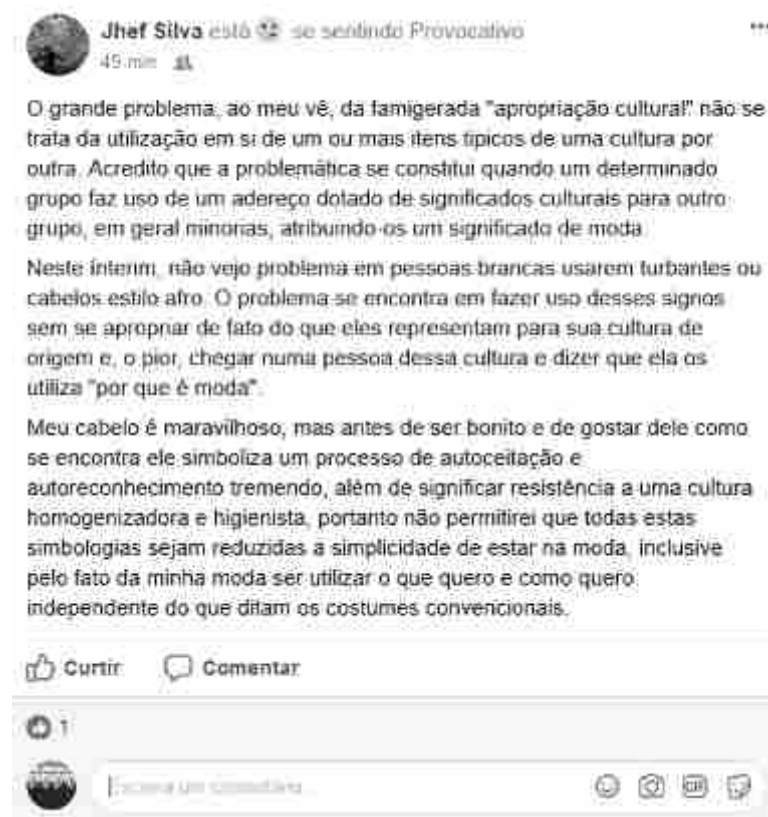 Jhef Silva está se sentindo Provocativo
45 min
O grande problema, ao meu vê, da famigerada "apropriação cultural" não se
trata da utilização em si de um ou mais itens típicos de uma cultura por
outra. Acredito que a problemática se constitui quando um determinado
grupo faz uso de um adereço dotado de significados culturais para outro
grupo, em geral minorias, atribuindo-os um significado de moda.
Neste ínterim, não vejo problema em pessoas brancas usarem turbantes ou
cabelos estilo afro. O problema se encontra em fazer uso desses signos
sem se apropriar de fato do que eles representam para sua cultura de
origem e, o pior, chegar numa pessoa dessa cultura e dizer que ela os
utiliza "por que é moda".
Meu cabelo é maravilhoso, mas antes de ser bonito e de gostar dele como
se encontra ele simboliza um processo de autoceitação e
autoreconhecimento tremendo, além de significar resistência a uma cultura
homogenizadora e higienista, portanto não permitirei que todas estas
simbologias sejam reduzidas a simplicidade de estar na moda, inclusive
pelo fato da minha moda ser utilizar o que quero e como quero
independente do que ditam os costumes convencionais.
Curtir Comentar
1
Escreva um comentário...
GIF